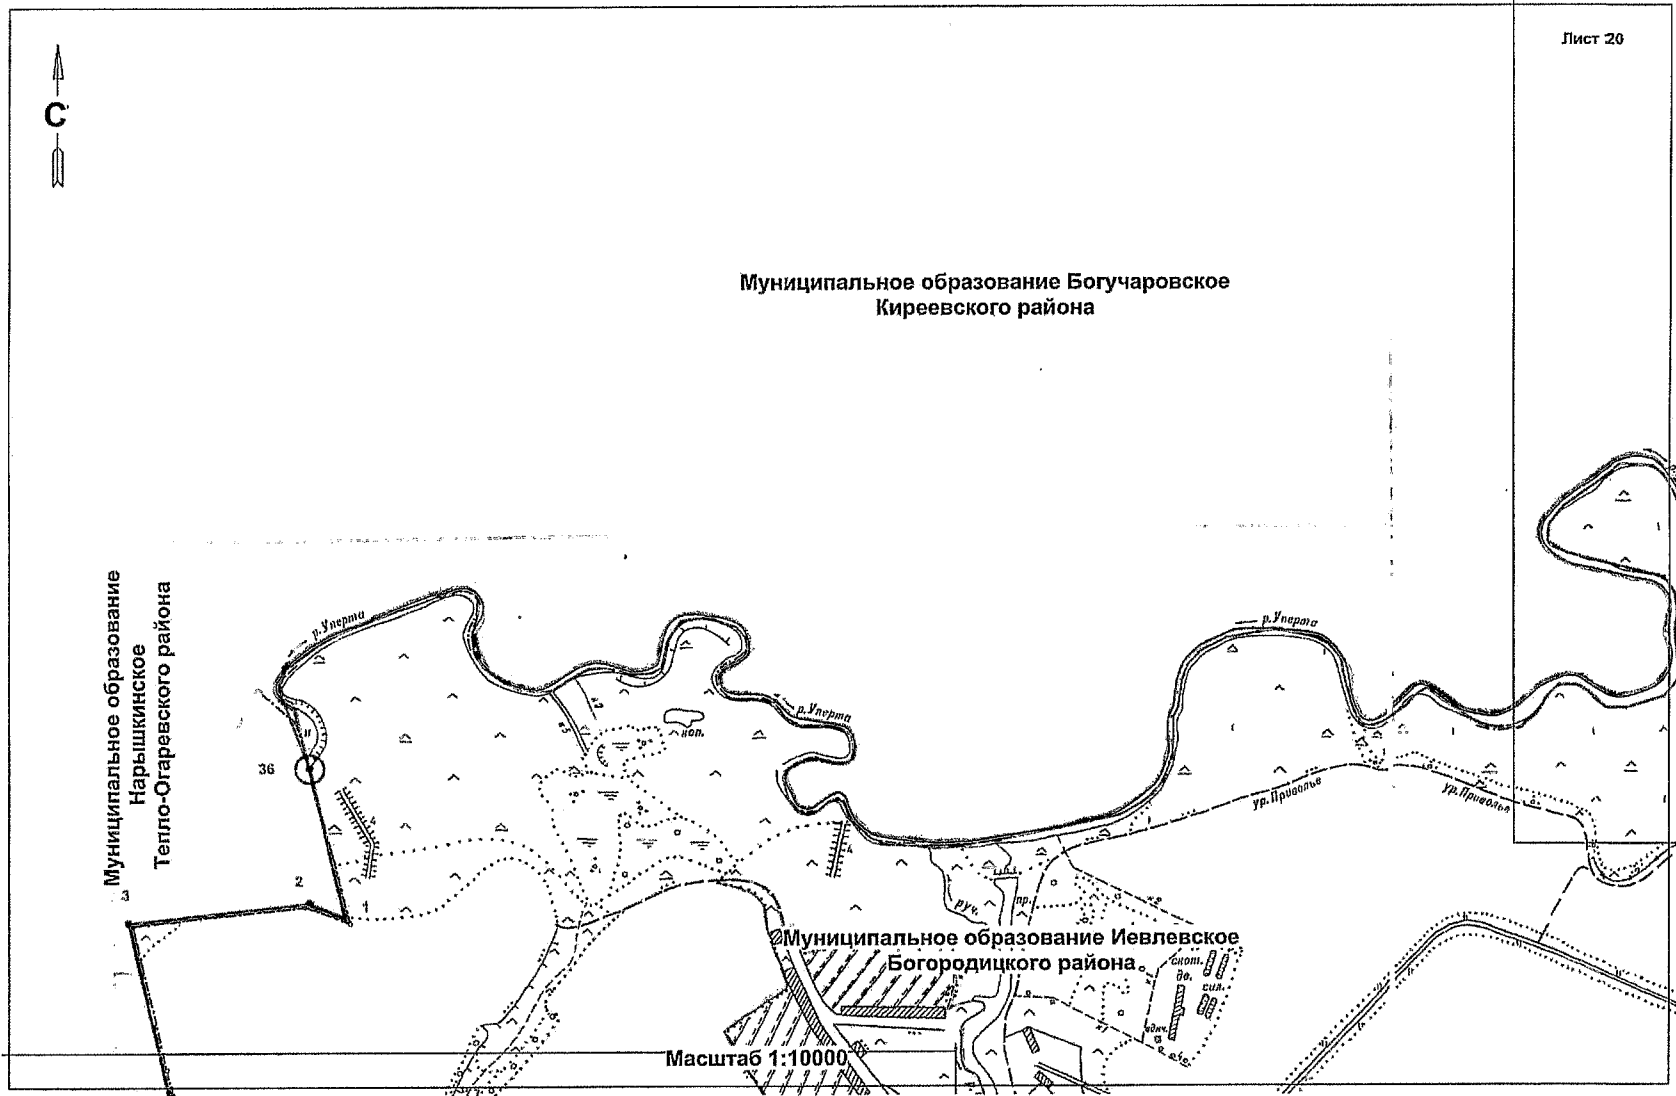 Лист 20
С
Муниципальное образование Богучаровское
Киреевского района
Муниципальное образование
Нарышкинское
Тепло-Огаревского района
р.Уперта
р.Уперта
р.Уперта
коп.
36
ур.Приволье
ур.Приволье
4
4
2
1
3
руч.
пр.
Муниципальное образование Иевлевское
Богородицкого района
скот.
дв.
сил.
Масштаб 1:10000